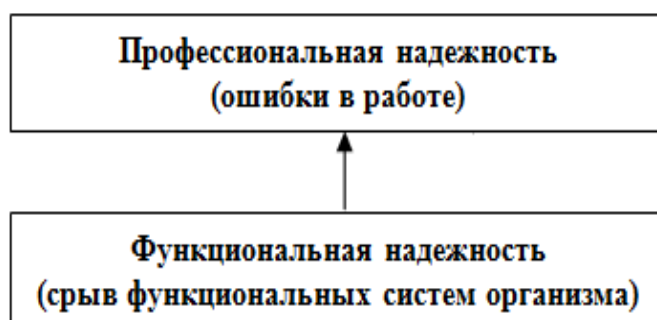 Профессиональная надежность
(ошибки в работе)
Функциональная надежность
(срыв функциональных систем организма)